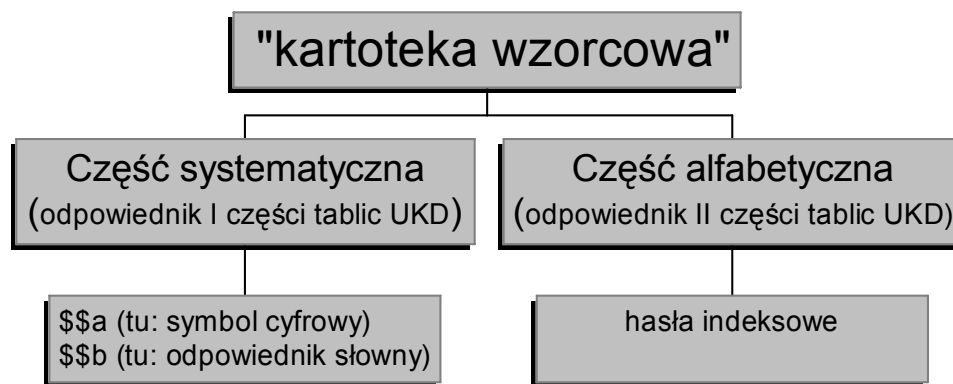 "kartoteka wzorcowa"
Część systematyczna
(odpowiednik I części tablic UKD)
Część alfabetyczna
(odpowiednik II części tablic UKD)
$$a (tu: symbol cyfrowy)
$$b (tu: odpowiednik słowny)
hasła indeksowe